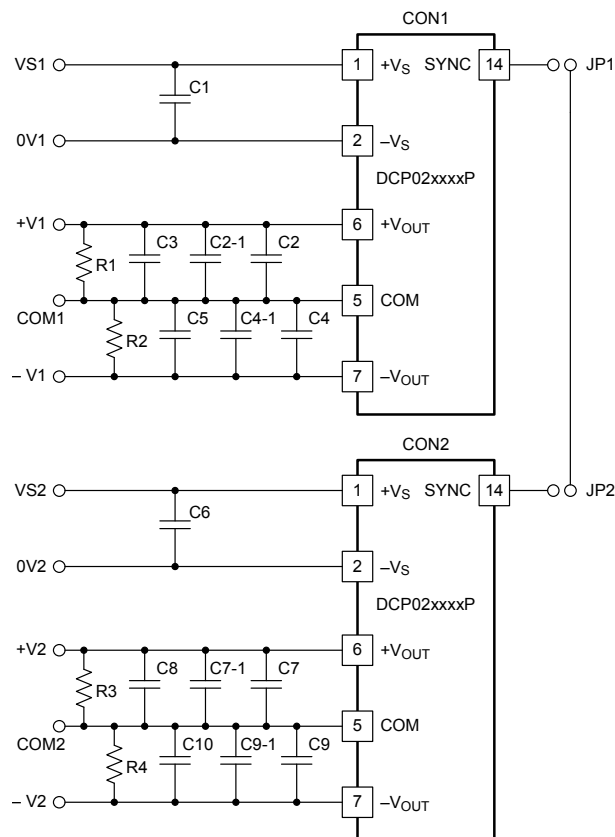 CON1
VS1
1
+VS
SYNC
14
JP1
C1
0V1
2
–VS
DCP02xxxxP
+V1
6
+VOUT
R1
C3
C2-1
C2
COM1
5
COM
R2
C5
C4-1
C4
– V1
7
–VOUT
CON2
VS2
1
+VS
SYNC
14
JP2
C6
0V2
2
–VS
DCP02xxxxP
+V2
6
+VOUT
R3
C8
C7-1
C7
COM2
5
COM
R4
C10
C9-1
C9
– V2
7
–VOUT